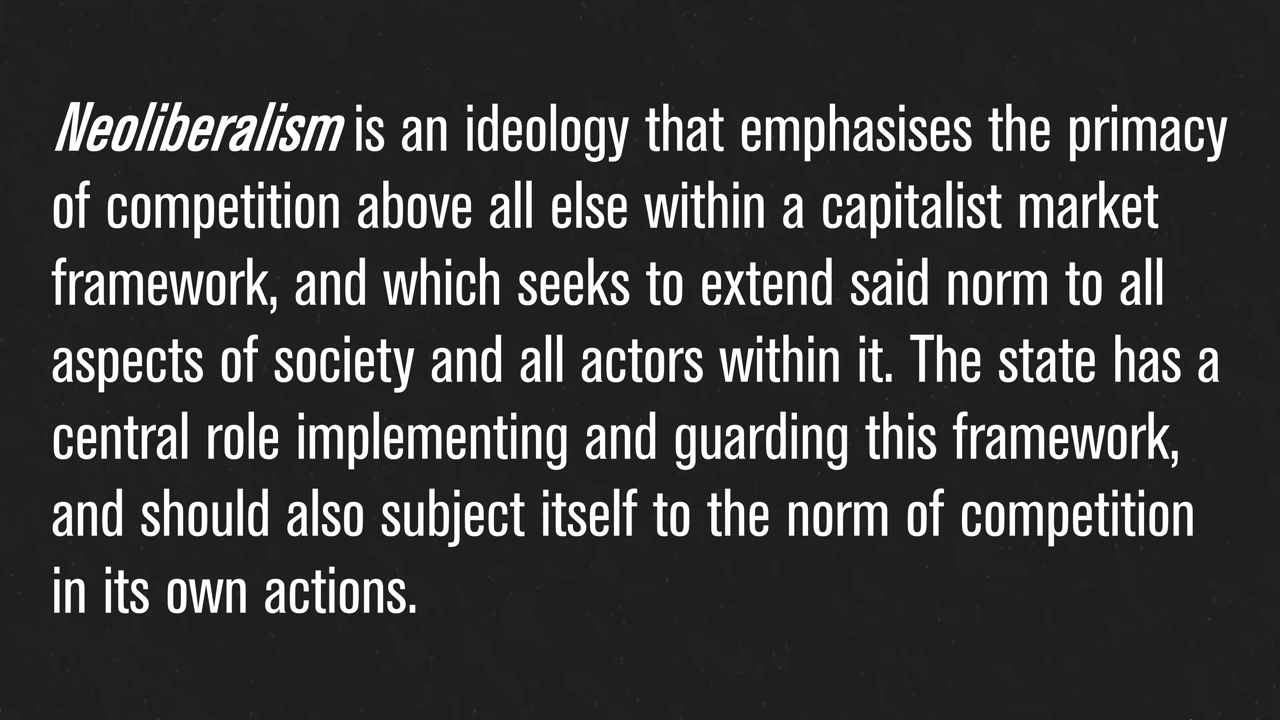 Neoliberalism is an ideology that emphasises the primacy
of competition above all else within a capitalist market
framework, and which seeks to extend said norm to all
aspects of society and all actors within it. The state has a
central role implementing and guarding this framework,
and should also subject itself to the norm of competition
in its own actions.